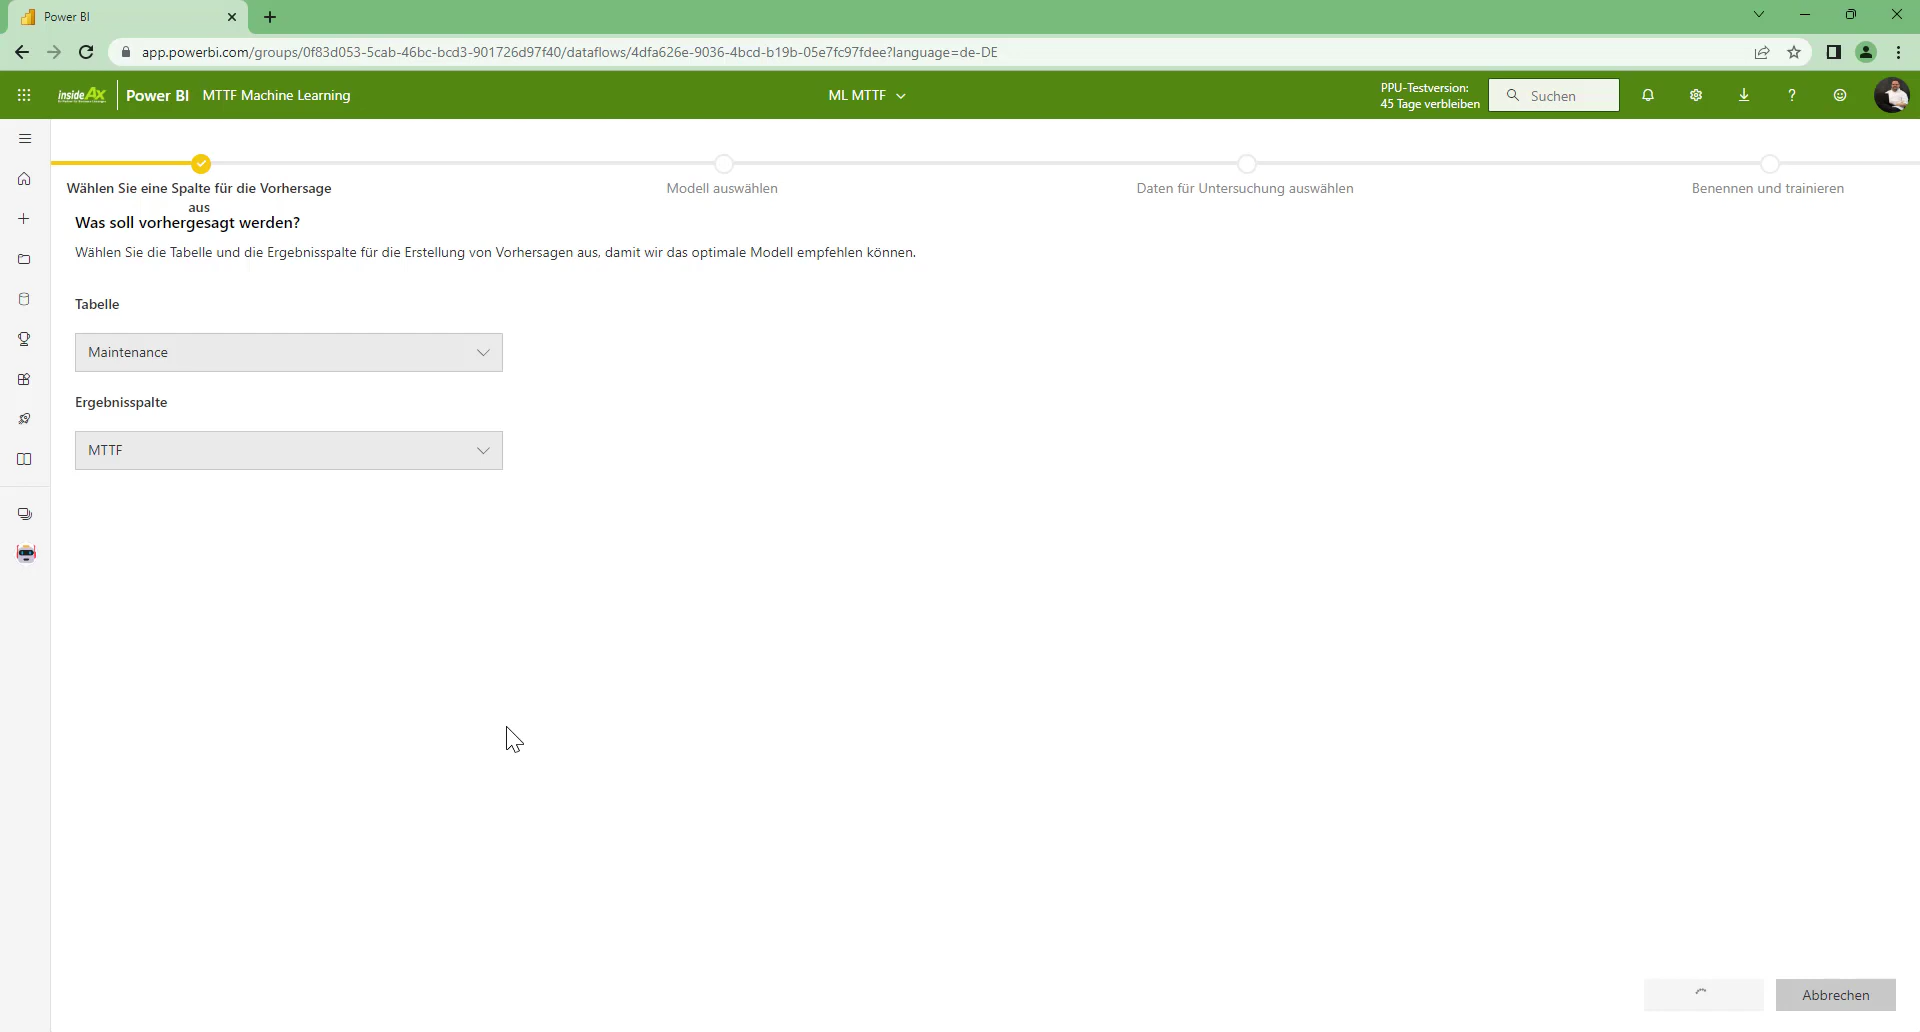 Power BI
app.powerbi.com/groups/0f83d053-5cab-46bc-bcd3-901726d97f40/dataflows/4dfa626e-9036-4bcd-b19b-05e7fc97fdee?language=de-DE
inside AX
Power BI MTTF Machine Learning
ML MTTF
PPU-Testversion:
45 Tage verbleiben
Suchen
Wählen Sie eine Spalte für die Vorhersage
aus
Modell auswählen
Daten für Untersuchung auswählen
Benennen und trainieren
Was soll vorhergesagt werden?
Wählen Sie die Tabelle und die Ergebnisspalte für die Erstellung von Vorhersagen aus, damit wir das optimale Modell empfehlen können.
Tabelle
Maintenance
Ergebnisspalte
MTTF
Abbrechen